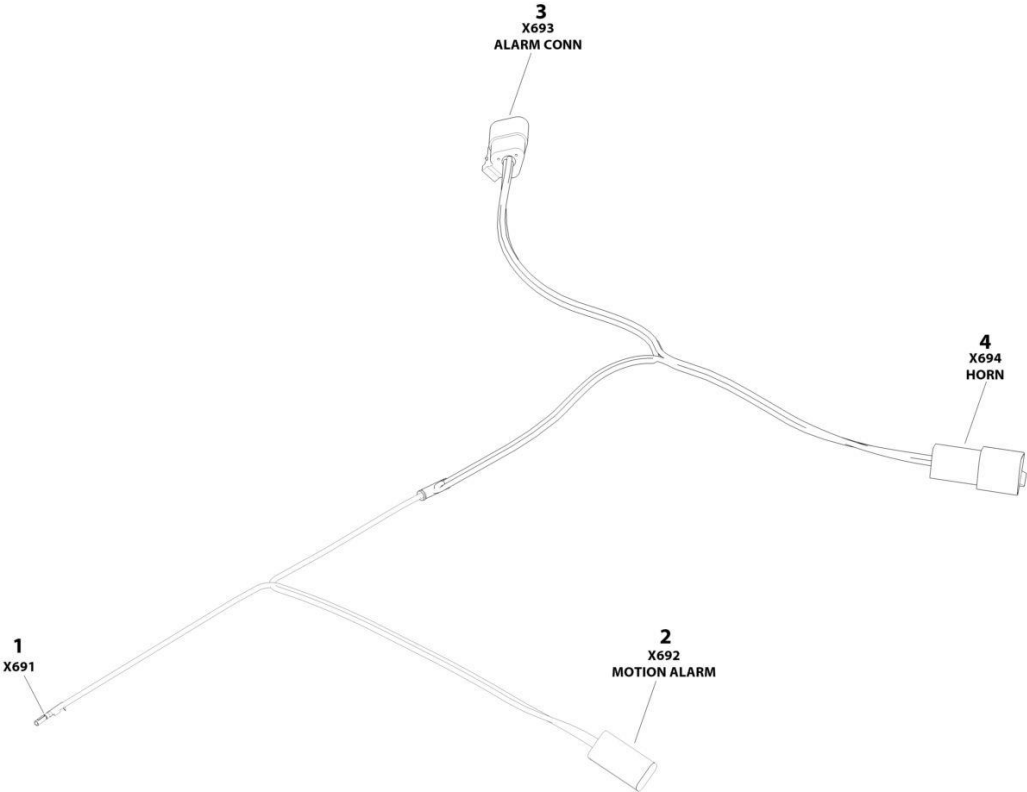 3
X693
ALARM CONN
4
X694
HORN
1
X691
2
X692
MOTION ALARM